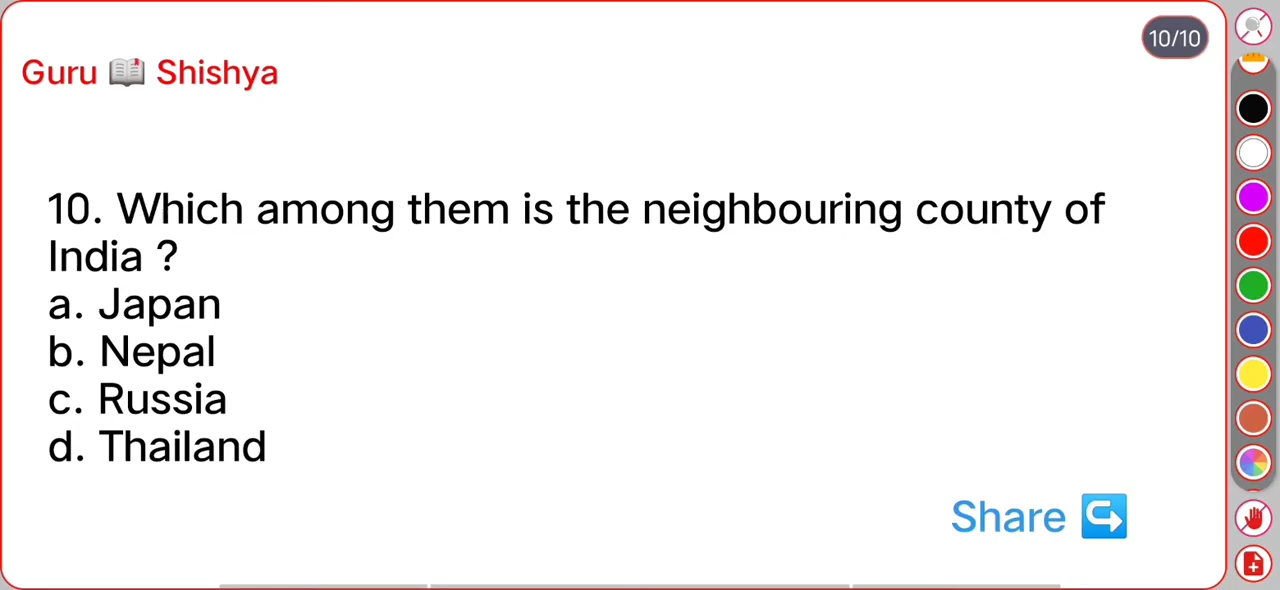 10/10
Guru 📖 Shishya
10. Which among them is the neighbouring county of
India ?
a. Japan
b. Nepal
c. Russia
d. Thailand
Share ↪️